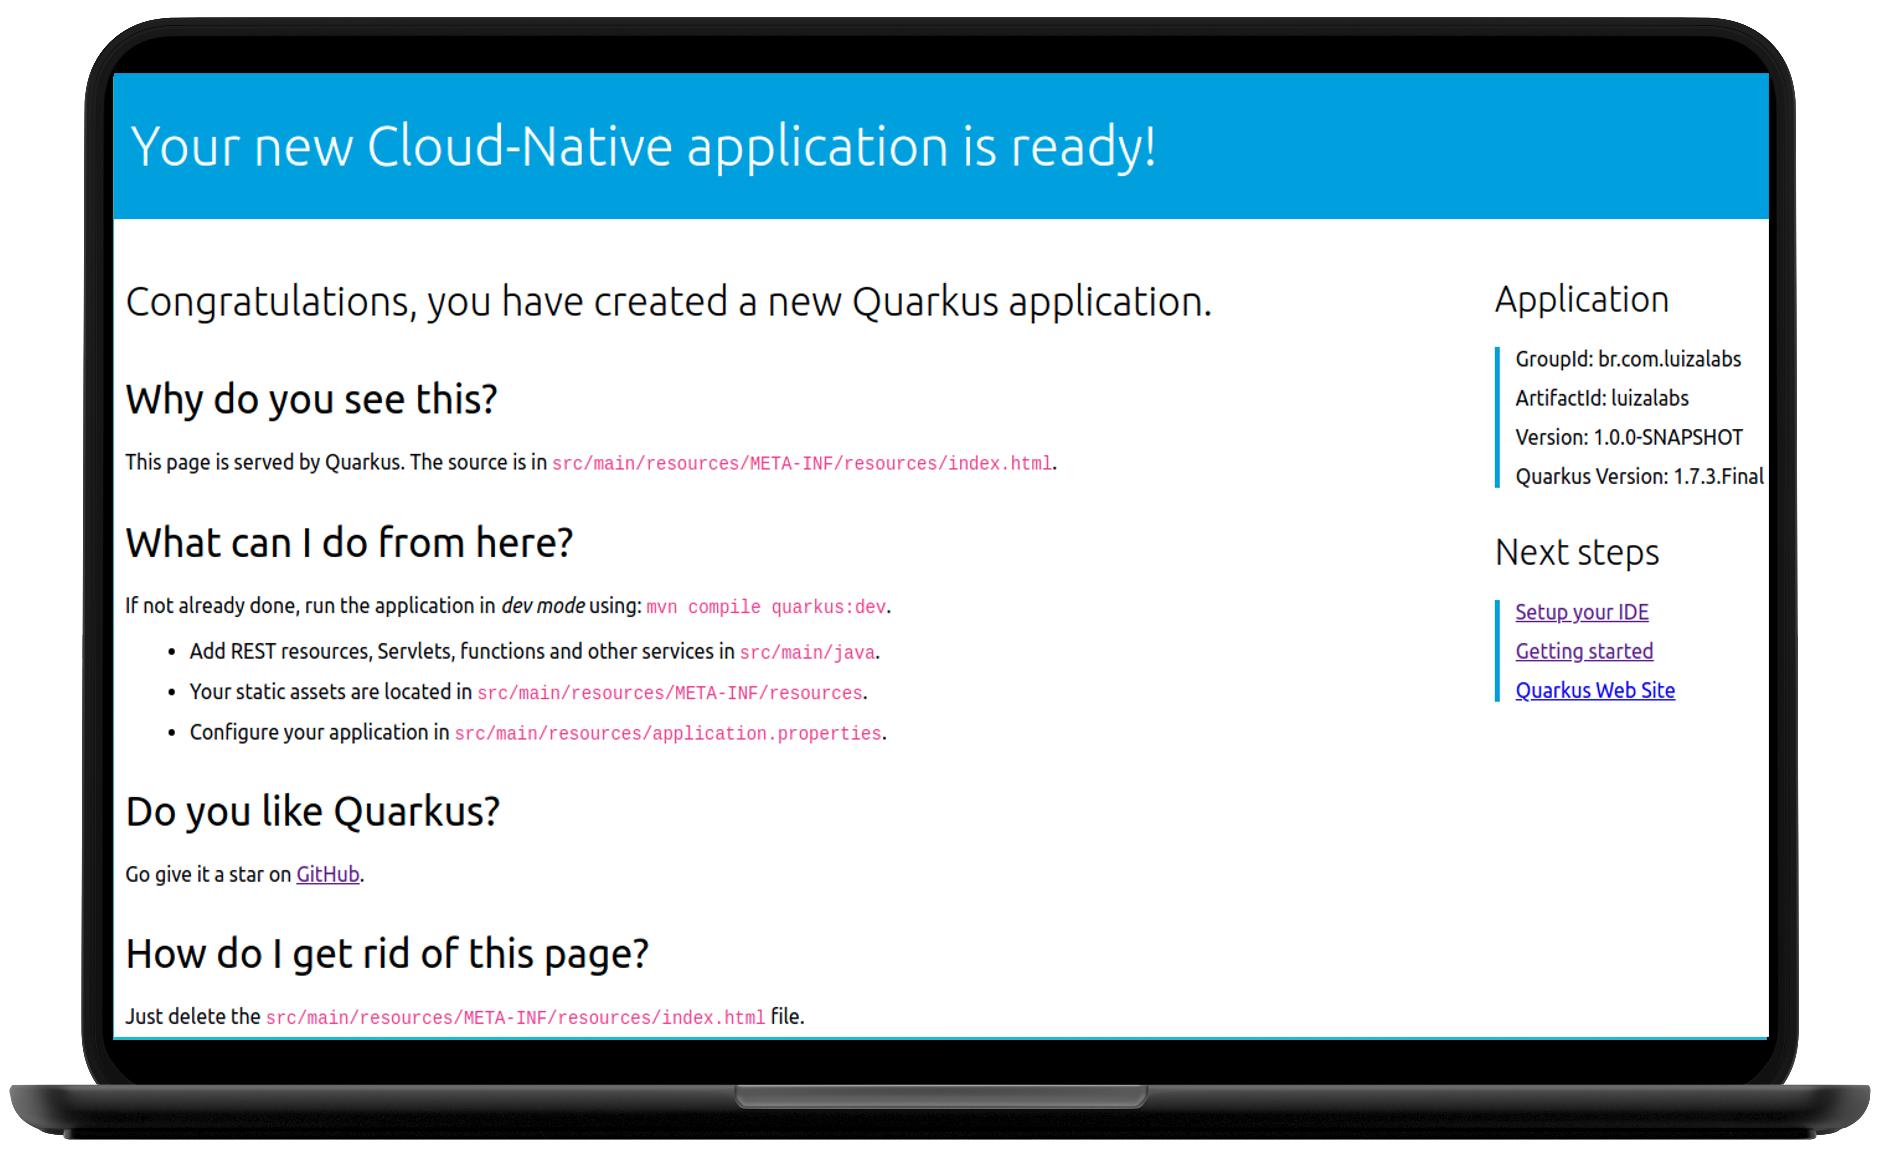 Your new Cloud-Native application is ready!
Congratulations, you have created a new Quarkus application.
Why do you see this?
This page is served by Quarkus. The source is in src/main/resources/META-INF/resources/index.html.
What can I do from here?
If not already done, run the application in dev mode using: mvn compile quarkus:dev.
• Add REST resources, Servlets, functions and other services in src/main/java.
• Your static assets are located in src/main/resources/META-INF/resources.
• Configure your application in src/main/resources/application.properties.
Do you like Quarkus?
Go give it a star on GitHub.
How do I get rid of this page?
Just delete the src/main/resources/META-INF/resources/index.html file.
Application
GroupId: br.com.luizalabs
ArtifactId: luizalabs
Version: 1.0.0-SNAPSHOT
Quarkus Version: 1.7.3.Final
Next steps
Setup your IDE
Getting started
Quarkus Web Site